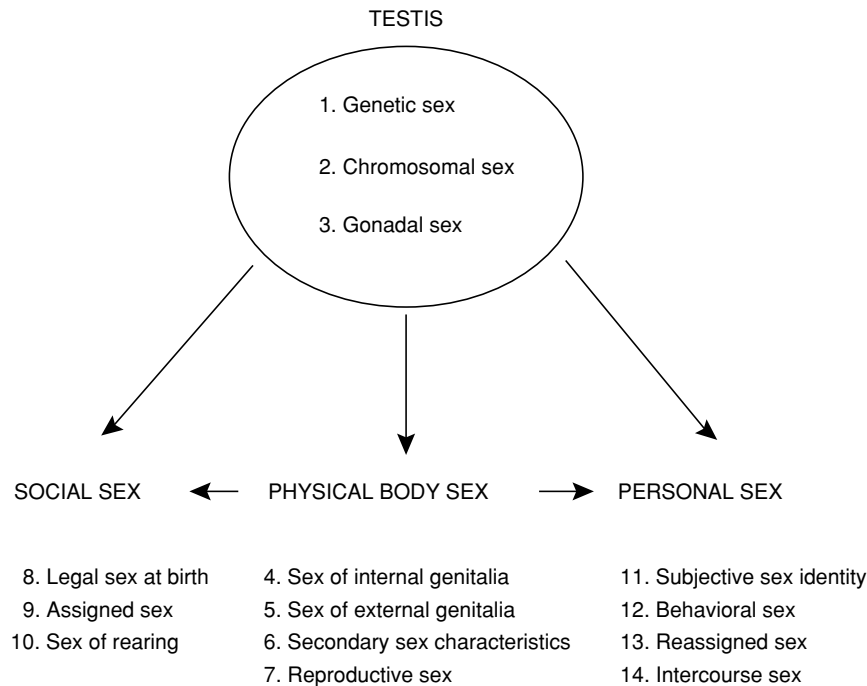 TESTIS
1. Genetic sex
2. Chromosomal sex
3. Gonadal sex
SOCIAL SEX
PHYSICAL BODY SEX
PERSONAL SEX
8. Legal sex at birth
9. Assigned sex
10. Sex of rearing
4. Sex of internal genitalia
5. Sex of external genitalia
6. Secondary sex characteristics
7. Reproductive sex
11. Subjective sex identity
12. Behavioral sex
13. Reassigned sex
14. Intercourse sex